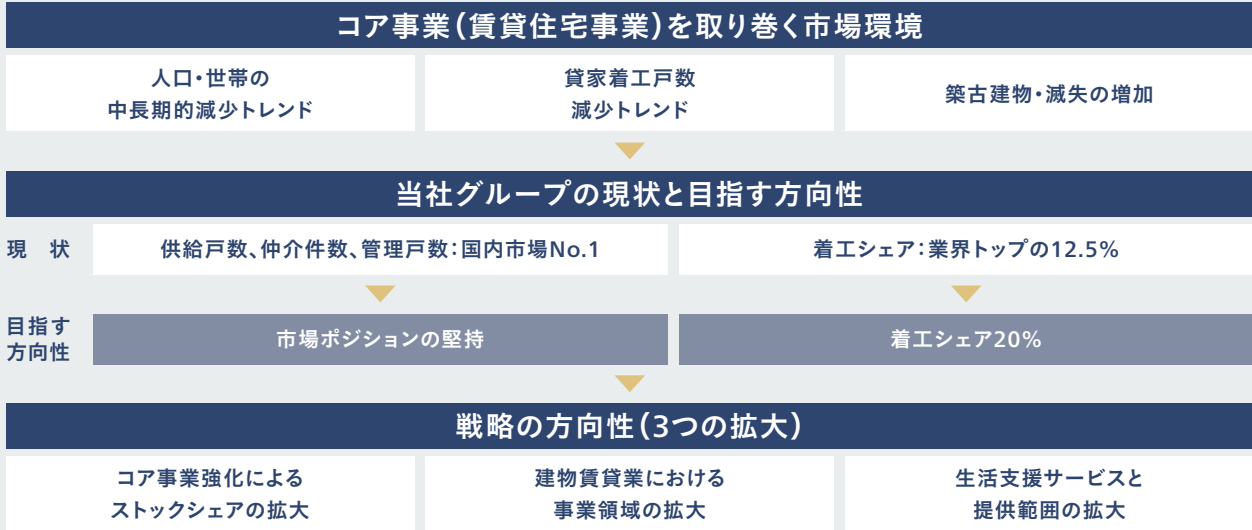 コア事業(賃貸住宅事業)を取り巻く市場環境
人口・世帯の
中長期的減少トレンド
貸家着工戸数
減少トレンド
築古建物・滅失の増加
当社グループの現状と目指す方向性
現 状
供給戸数、仲介件数、管理戸数:国内市場No.1
着工シェア:業界トップの12.5%
目指す
方向性
市場ポジションの堅持
着工シェア20%
戦略の方向性(3つの拡大)
コア事業強化による
ストックシェアの拡大
建物賃貸業における
事業領域の拡大
生活支援サービスと
提供範囲の拡大